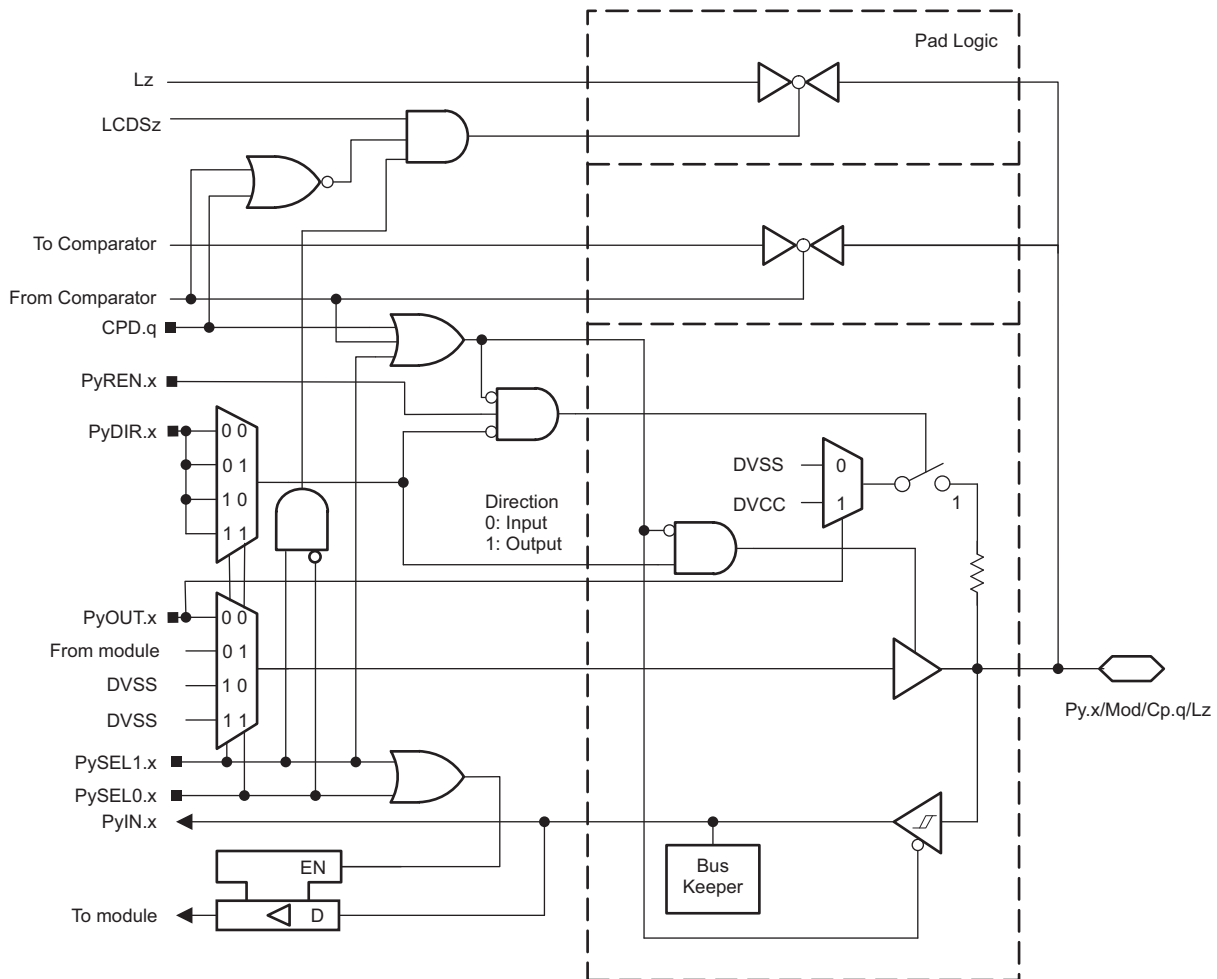 Pad Logic
Lz
LCDSz
To Comparator
From Comparator
CPD.q
PyREN.x
PyDIR.x
0 0
0 1
1 0
1 1
Direction
0: Input
1: Output
DVSS
DVCC
0
1
1
PyOUT.x
From module
DVSS
DVSS
0 0
0 1
1 0
1 1
Py.x/Mod/Cp.q/Lz
PySEL1.x
PySEL0.x
PyIN.x
Bus
Keeper
EN
D
To module